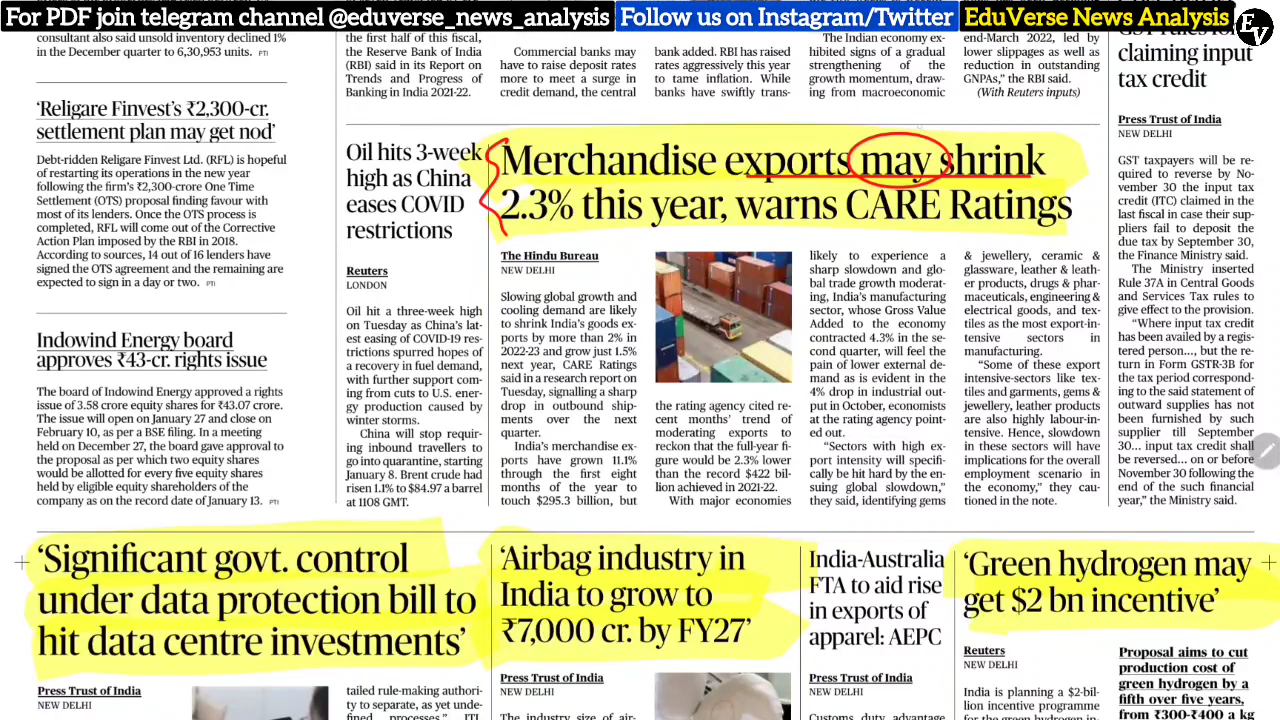 For PDF join telegram channel @eduverse_news_analysis
Follow us on Instagram/Twitter
EduVerse News Analysis
EV
consultant also said unsold inventory declined 1%
in the December quarter to 6,30,953 units. PTI
‘Religare Finvest’s ₹2,300-cr.
settlement plan may get nod’
Debt-ridden Religare Finvest Ltd. (RFL) is hopeful
of restarting its operations in the new year
following the firm’s ₹2,300-crore One Time
Settlement (OTS) proposal finding favour with
most of its lenders. Once the OTS process is
completed, RFL will come out of the Corrective
Action Plan imposed by the RBI in 2018.
According to sources, 14 out of 16 lenders have
signed the OTS agreement and the remaining are
expected to sign in a day or two. PTI
Indowind Energy board
approves ₹43-cr. rights issue
The board of Indowind Energy approved a rights
issue of 3.58 crore equity shares for ₹43.07 crore.
The issue will open on January 27 and close on
February 10, as per a BSE filing. In a meeting
held on December 27, the board gave approval to
the proposal as per which two equity shares
would be allotted for every five equity shares
held by eligible equity shareholders of the
company as on the record date of January 13. PTI
the first half of this fiscal,
the Reserve Bank of India
(RBI) said in its Report on
Trends and Progress of
Banking in India 2021-22.
Commercial banks may
have to raise deposit rates
more to meet a surge in
credit demand, the central
bank added. RBI has raised
rates aggressively this year
to tame inflation. While
banks have swiftly trans-
The Indian economy ex-
hibited signs of a gradual
strengthening of the
growth momentum, draw-
ing from macroeconomic
end-March 2022, led by
lower slippages as well as
reduction in outstanding
GNPAs,” the RBI said.
(With Reuters inputs)
Oil hits 3-week
high as China
eases COVID
restrictions
Reuters
LONDON
Oil hit a three-week high
on Tuesday as China’s lat-
est easing of COVID-19 res-
trictions spurred hopes of
a recovery in fuel demand,
with further support com-
ing from cuts to U.S. ener-
gy production caused by
winter storms.
China will stop requir-
ing inbound travellers to
go into quarantine, starting
January 8. Brent crude had
risen 1.1% to $84.97 a barrel
at 1108 GMT.
Merchandise exports may shrink
2.3% this year, warns CARE Ratings
The Hindu Bureau
NEW DELHI
Slowing global growth and
cooling demand are likely
to shrink India’s goods ex-
ports by more than 2% in
2022-23 and grow just 1.5%
next year, CARE Ratings
said in a research report on
Tuesday, signalling a sharp
drop in outbound ship-
ments over the next
quarter.
India’s merchandise ex-
ports have grown 11.1%
through the first eight
months of the year to
touch $295.3 billion, but
the rating agency cited re-
cent months’ trend of
moderating exports to
reckon that the full-year fi-
gure would be 2.3% lower
than the record $422 bil-
lion achieved in 2021-22.
With major economies
likely to experience a
sharp slowdown and glo-
bal trade growth moderat-
ing, India’s manufacturing
sector, whose Gross Value
Added to the economy
contracted 4.3% in the se-
cond quarter, will feel the
pain of lower external de-
mand as is evident in the
4% drop in industrial out-
put in October, economists
at the rating agency point-
ed out.
“Sectors with high ex-
port intensity will specifi-
cally be hit hard by the en-
suing global slowdown,”
they said, identifying gems
& jewellery, ceramic &
glassware, leather & leath-
er products, drugs & phar-
maceuticals, engineering &
electrical goods, and tex-
tiles as the most export-in-
tensive sectors in
manufacturing.
“Some of these export
intensive-sectors like tex-
tiles and garments, gems &
jewellery, leather products
are also highly labour-in-
tensive. Hence, slowdown
in these sectors will have
implications for the overall
employment scenario in
the economy,” they cau-
tioned in the note.
claiming input
tax credit
Press Trust of India
NEW DELHI
GST taxpayers will be re-
quired to reverse by No-
vember 30 the input tax
credit (ITC) claimed in the
last fiscal in case their sup-
pliers fail to deposit the
due tax by September 30,
the Finance Ministry said.
The Ministry inserted
Rule 37A in Central Goods
and Services Tax rules to
give effect to the provision.
“Where input tax credit
has been availed by a regis-
tered person..., but the re-
turn in Form GSTR-3B for
the tax period correspond-
ing to the said statement of
outward supplies has not
been furnished by such
supplier till September
30... input tax credit shall
be reversed... on or before
November 30 following the
end of such financial
year,” the Ministry said.
‘Significant govt. control
under data protection bill to
hit data centre investments’
Press Trust of India
NEW DELHI
tailed rule-making authori-
ty to separate, as yet unde-
fined processes,” ITI
‘Airbag industry in
India to grow to
₹7,000 cr. by FY27’
Press Trust of India
NEW DELHI
The industry size of air-
India-Australia
FTA to aid rise
in exports of
apparel: AEPC
Press Trust of India
NEW DELHI
Customs duty advantage
‘Green hydrogen may
get $2 bn incentive’
Reuters
NEW DELHI
India is planning a $2-bil-
lion incentive programme
for the green hydrogen in-
Proposal aims to cut
production cost of
green hydrogen by a
fifth over five years,
from ₹300-₹400 a kg